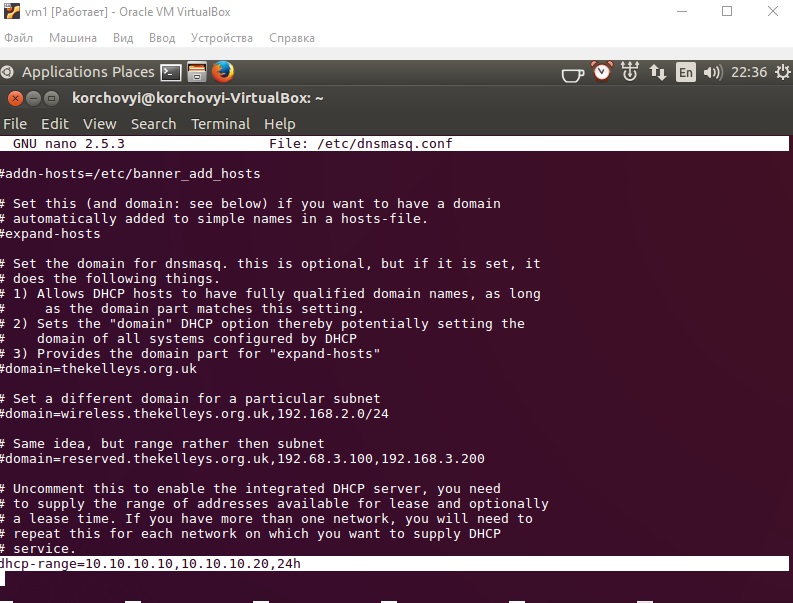 vm1 [Работает] - Oracle VM VirtualBox
Файл Машина Вид Ввод Устройства Справка
Applications Places En 22:36
korchovyi@korchovyi-VirtualBox: ~
File Edit View Search Terminal Help
GNU nano 2.5.3 File: /etc/dnsmasq.conf
#addn-hosts=/etc/banner_add_hosts
# Set this (and domain: see below) if you want to have a domain
# automatically added to simple names in a hosts-file.
#expand-hosts
# Set the domain for dnsmasq. this is optional, but if it is set, it
# does the following things.
# 1) Allows DHCP hosts to have fully qualified domain names, as long
# as the domain part matches this setting.
# 2) Sets the "domain" DHCP option thereby potentially setting the
# domain of all systems configured by DHCP
# 3) Provides the domain part for "expand-hosts"
#domain=thekelleys.org.uk
# Set a different domain for a particular subnet
#domain=wireless.thekelleys.org.uk,192.168.2.0/24
# Same idea, but range rather then subnet
#domain=reserved.thekelleys.org.uk,192.68.3.100,192.168.3.200
# Uncomment this to enable the integrated DHCP server, you need
# to supply the range of addresses available for lease and optionally
# a lease time. If you have more than one network, you will need to
# repeat this for each network on which you want to supply DHCP
# service.
dhcp-range=10.10.10.10,10.10.10.20,24h